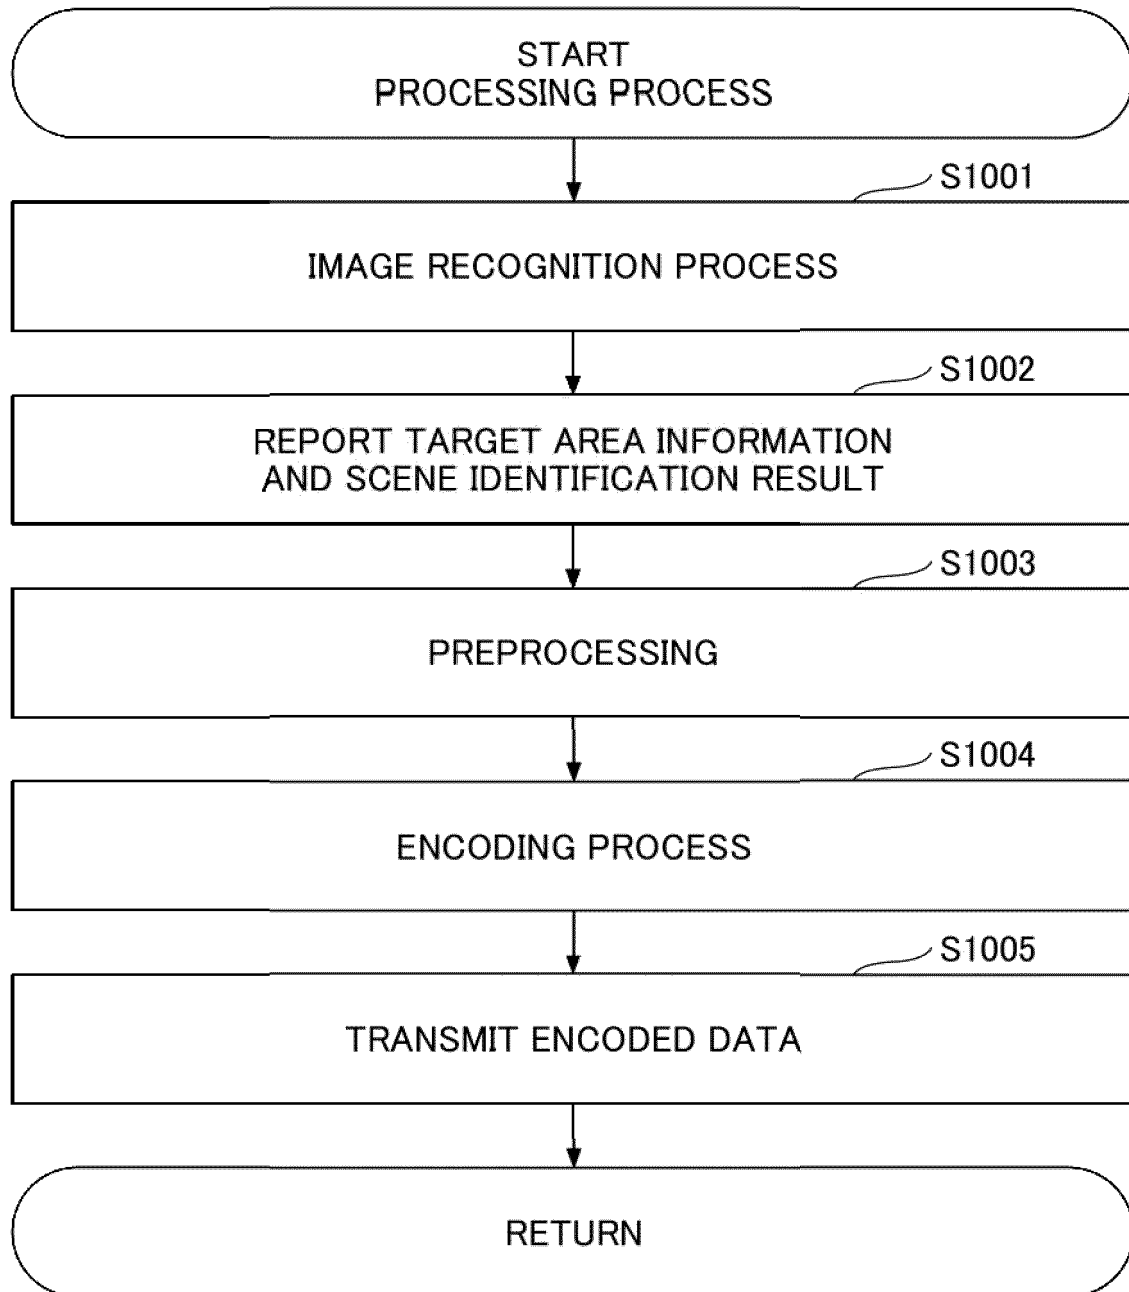 START
PROCESSING PROCESS
S1001
IMAGE RECOGNITION PROCESS
S1002
REPORT TARGET AREA INFORMATION
AND SCENE IDENTIFICATION RESULT
S1003
PREPROCESSING
S1004
ENCODING PROCESS
S1005
TRANSMIT ENCODED DATA
RETURN